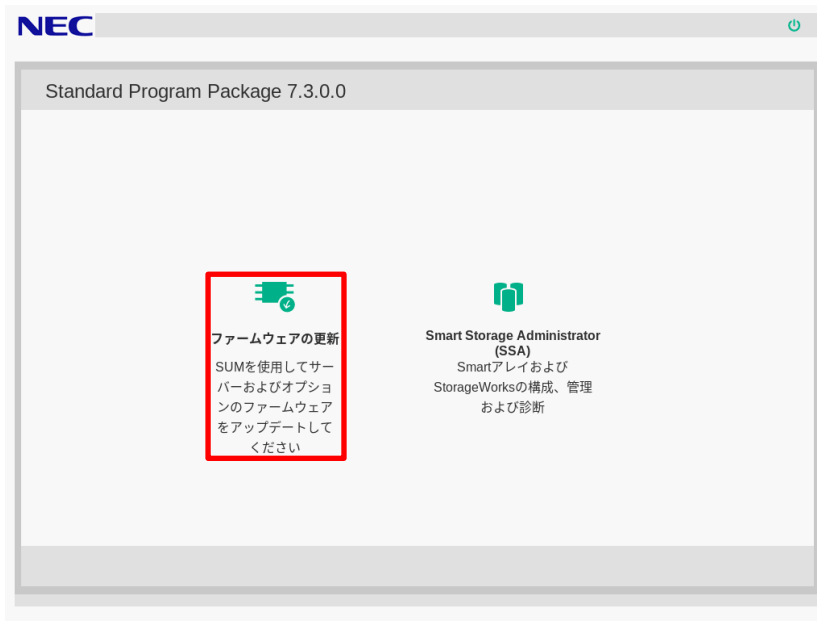 NEC
Standard Program Package 7.3.0.0
ファームウェアの更新
SUMを使用してサー
バーおよびオプショ
ンのファームウェア
をアップデートして
ください
Smart Storage Administrator
(SSA)
Smartアレイおよび
StorageWorksの構成、管理
および診断